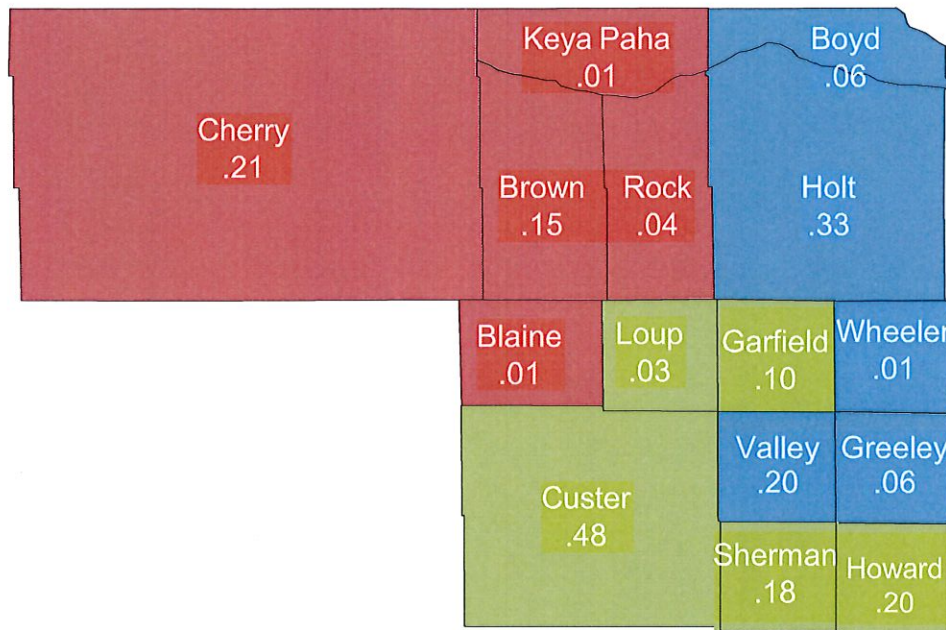 Keya Paha
.01
Boyd
.06
Cherry
.21
Brown
.15
Rock
.04
Holt
.33
Blaine
.01
Loup
.03
Garfield
.10
Wheeler
.01
Custer
.48
Valley
.20
Greeley
.06
Sherman
.18
Howard
.20